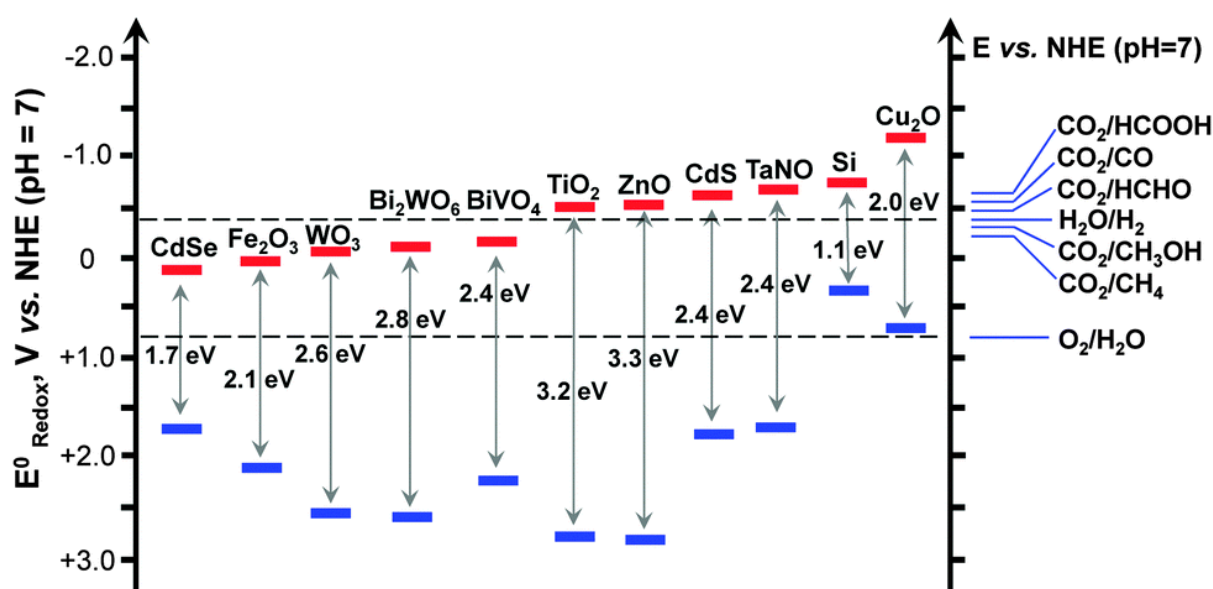 E⁰Redox, V vs. NHE (pH = 7)
-2.0
-1.0
0
+1.0
+2.0
+3.0
CdSe
1.7 eV
Fe₂O₃
2.1 eV
WO₃
2.6 eV
Bi₂WO₆
2.8 eV
BiVO₄
2.4 eV
TiO₂
3.2 eV
ZnO
3.3 eV
CdS
2.4 eV
TaNO
2.4 eV
Si
1.1 eV
Cu₂O
2.0 eV
E vs. NHE (pH=7)
CO₂/HCOOH
CO₂/CO
CO₂/HCHO
H₂O/H₂
CO₂/CH₃OH
CO₂/CH₄
O₂/H₂O